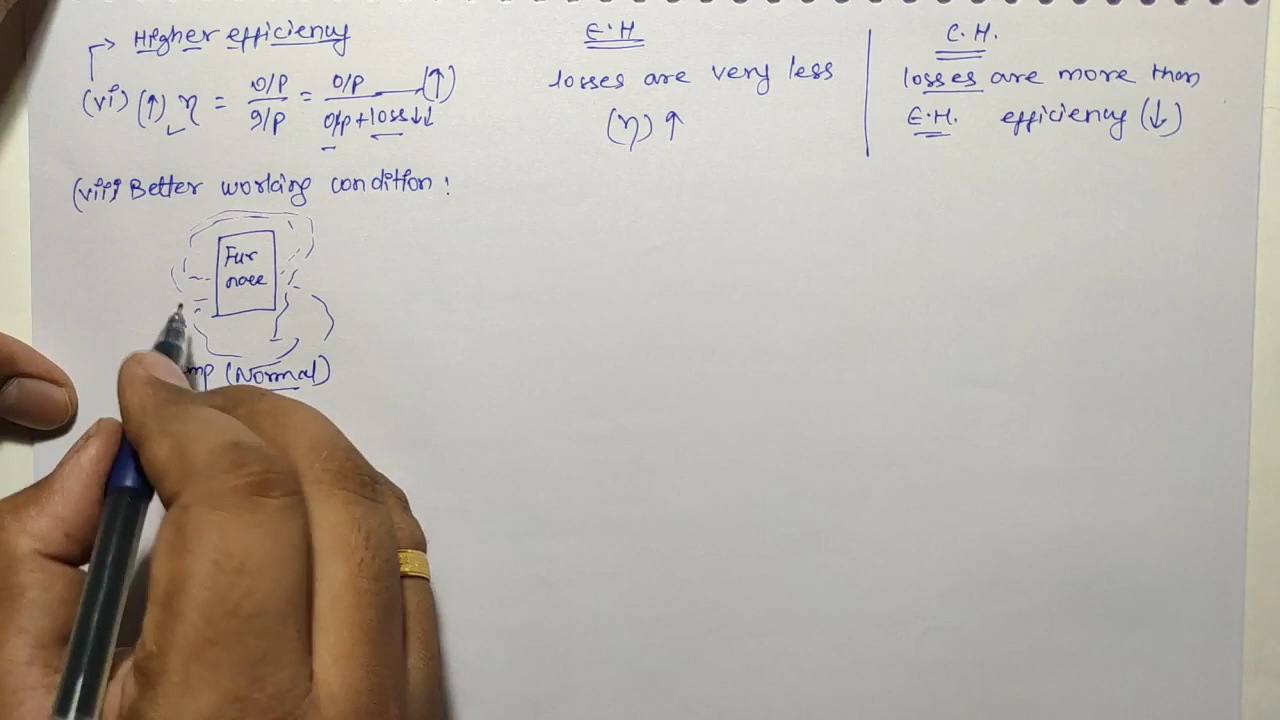 Higher efficiency
(vi) (↑) η = O/P / I/P = O/P / O/P + loss↓↓ (↑)
E.H
losses are very less
(η) ↑
C.H.
losses are more than
E.H. efficiency (↓)
(vii) Better working condition :
Fur
nace
(Normal)